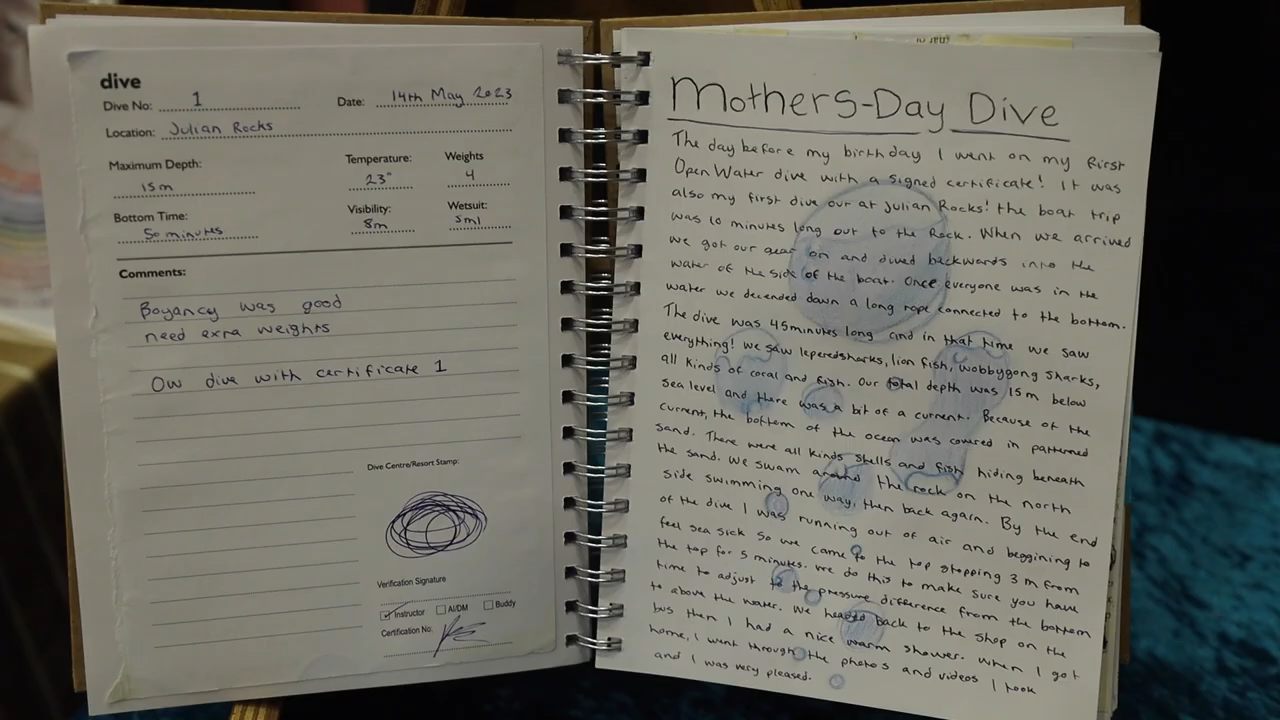 dive
Dive No: 1 Date: 14th May 2023
Location: Julian Rocks
Maximum Depth: Temperature: Weights
15m 23° 4
Bottom Time: Visibility: Wetsuit:
50 minutes 8m 5ml
Comments:
Boyancy was good
need exra weights
OW dive with certificate 1
Dive Centre/Resort Stamp:
Verification Signature
Instructor AI/DM Buddy
Certification No:
dive
Mothers-Day Dive
The day before my birthday I went on my first
Open Water dive with a signed certificate! It was
also my first dive our at Julian Rocks! the boat trip
was 10 minutes long out to the Rock. When we arrived
we got our gear on and dived backwards into the
water of the side of the boat. Once everyone was in the
water we decended down a long rope connected to the bottom.
The dive was 45minutes long and in that time we saw
everything! we saw leperedsharks, lion fish, wobbygong sharks,
all kinds of coral and fish. Our total depth was 15m below
sea level and there was a bit of a current. Because of the
current, the bottom of the ocean was covered in patterned
sand. There were all kinds shells and fish hiding beneath
the sand. We swam around the rock on the north
side swimming one way, then back again. By the end
of the dive I was running out of air and beggining to
feel sea sick so we came to the top stopping 3m from
the top for 5 minutes. We do this to make sure you have
time to adjust to the pressure difference from the bottom
to above the water. We headed back to the shop on the
bus then I had a nice warm shower. When I got
home, I went through the photos and videos I took
and I was very pleased.